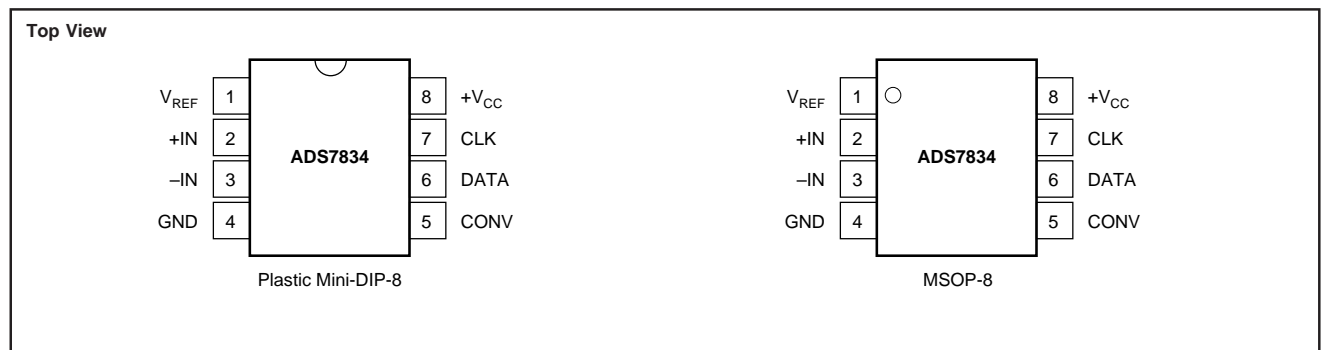 Top View
V_REF 1 8 +V_CC
+IN 2 7 CLK
–IN 3 6 DATA
GND 4 5 CONV
ADS7834
Plastic Mini-DIP-8
V_REF 1 8 +V_CC
+IN 2 7 CLK
–IN 3 6 DATA
GND 4 5 CONV
ADS7834
MSOP-8